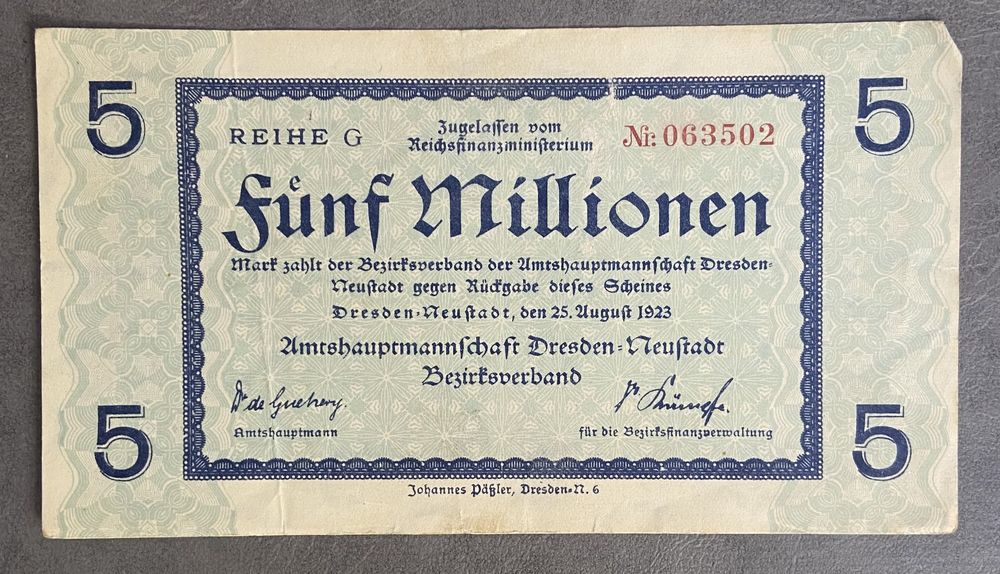 5
5
REIHE G
Zugelassen vom
Reichsfinanzministerium
Nr: 063502
Fünf Millionen
Mark zahlt der Bezirksverband der Amtshauptmannschaft Dresden-
Neustadt gegen Rückgabe dieses Scheines
Dresden-Neustadt, den 25. August 1923
Amtshauptmannschaft Dresden-Neustadt
Bezirksverband
Dr de
Amtshauptmann
für die Bezirksfinanzverwaltung
5
5
Johannes Päßler, Dresden-N. 6